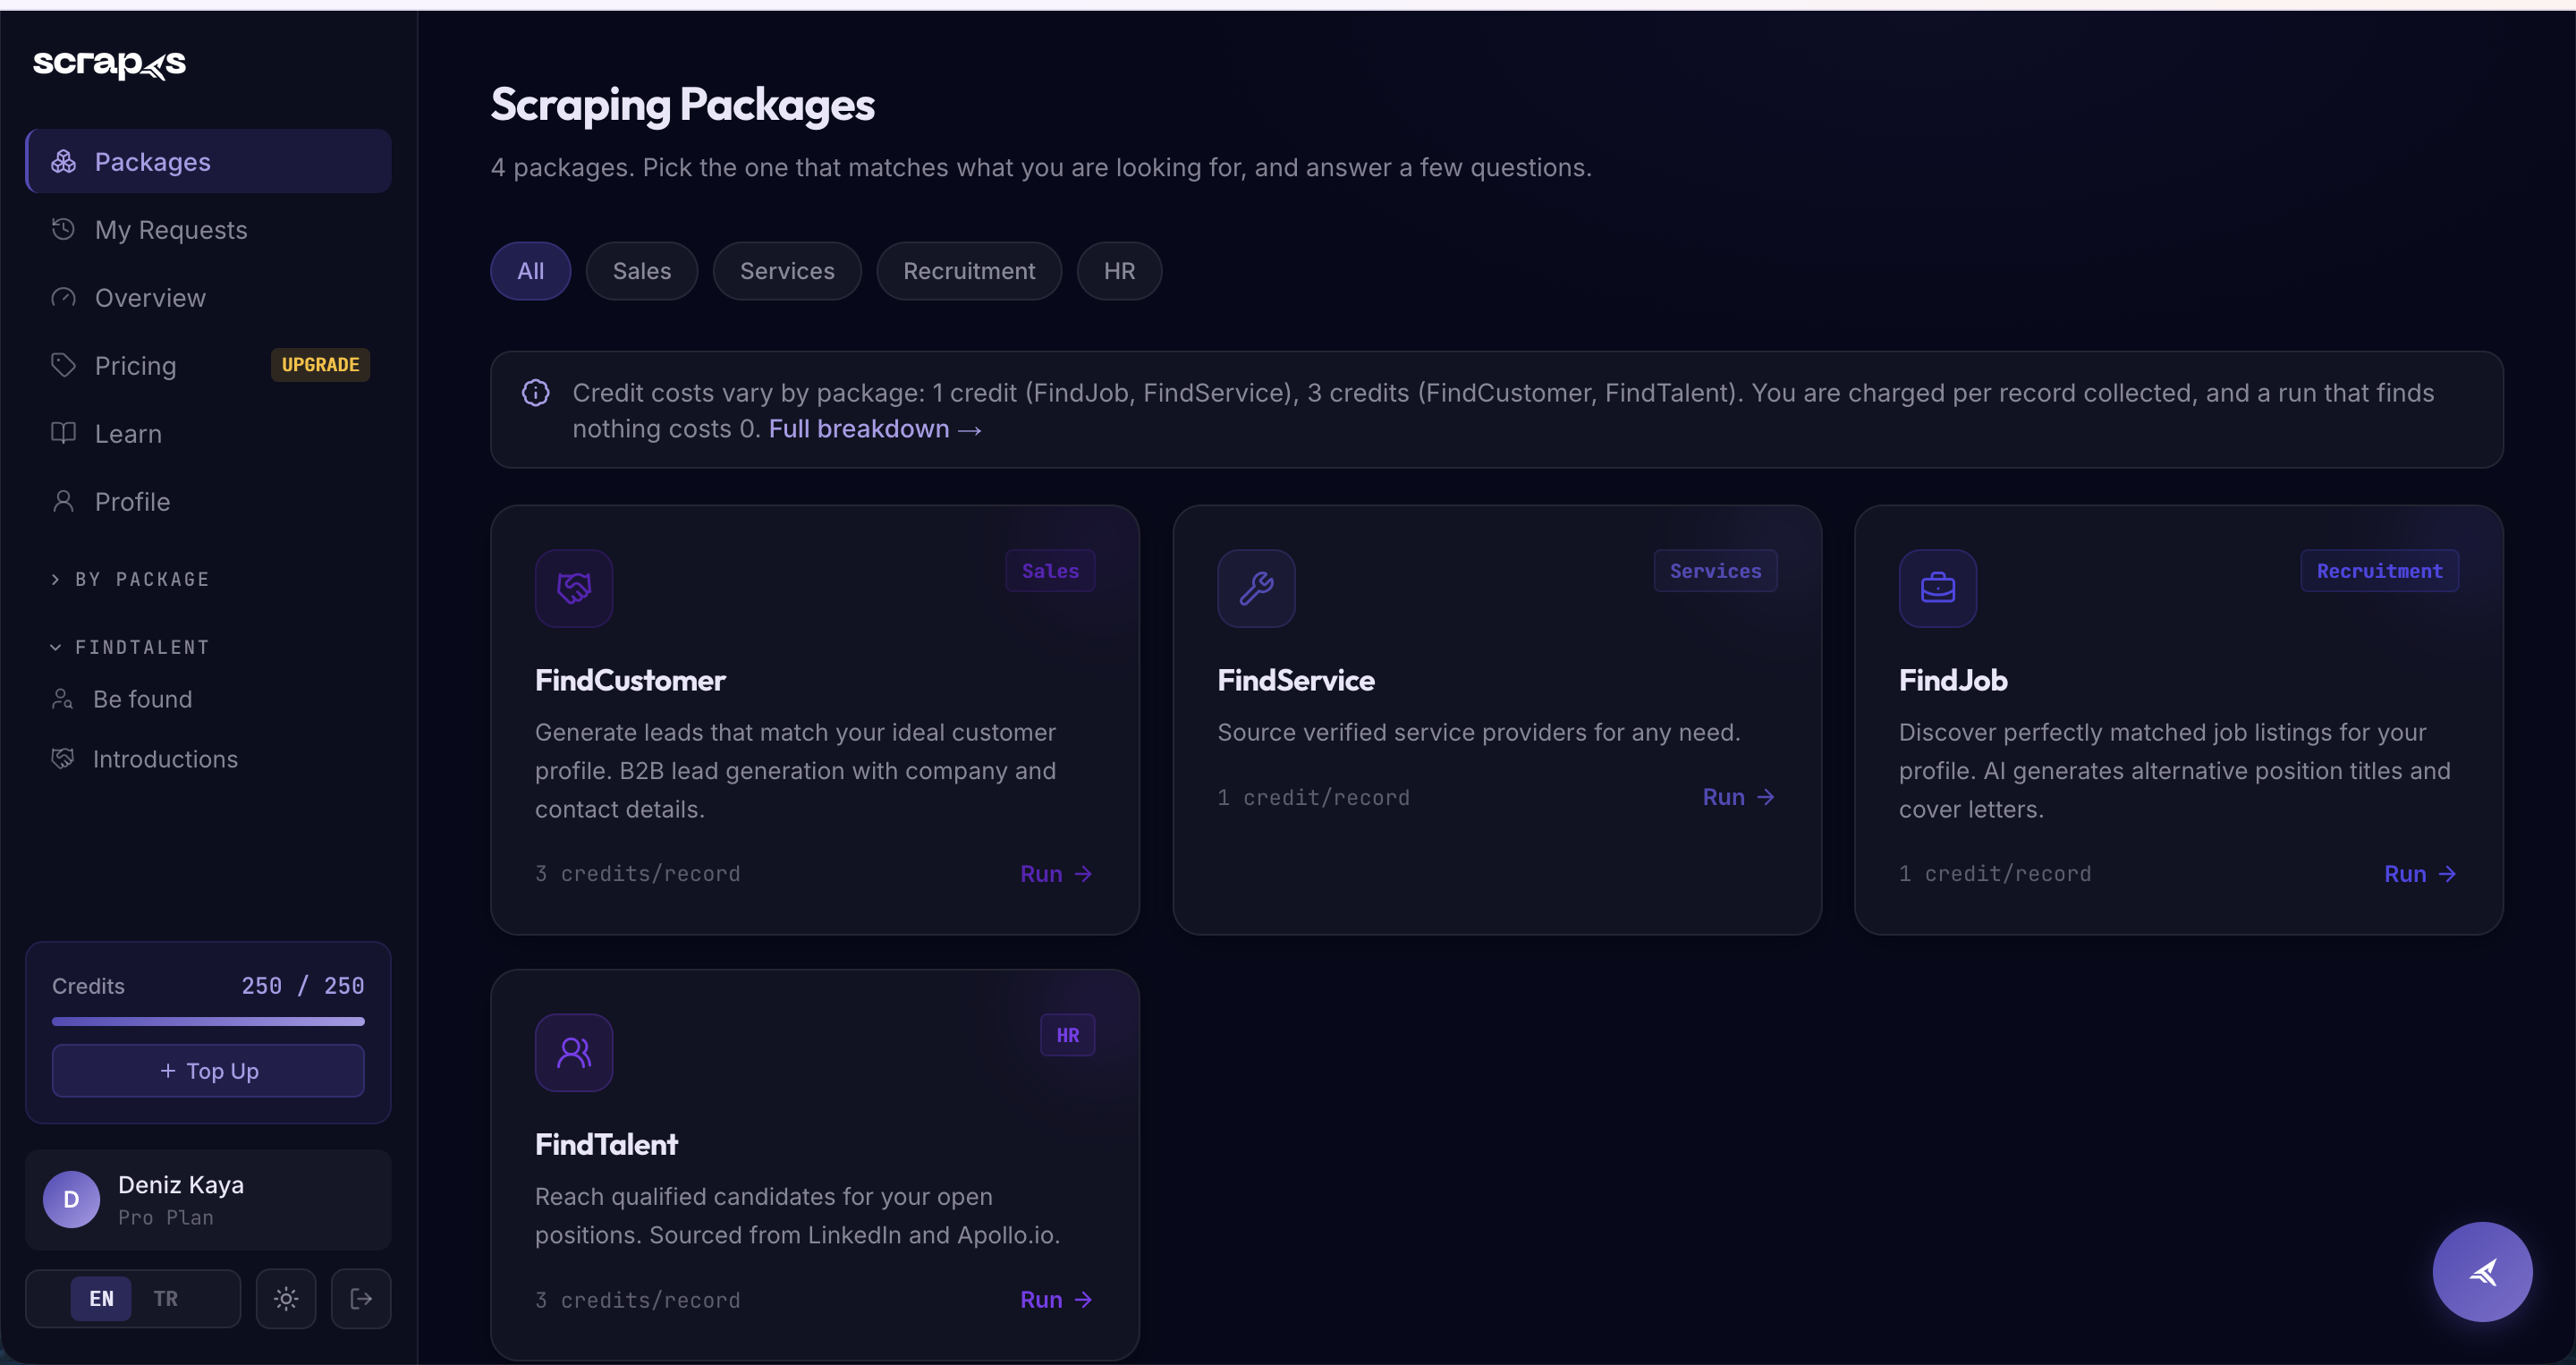 Packages
My Requests
Overview
Pricing UPGRADE
Learn
Profile
BY PACKAGE
FINDTALENT
Be found
Introductions
Credits 250 / 250
+ Top Up
D
Deniz Kaya
Pro Plan
EN TR
Scraping Packages
4 packages. Pick the one that matches what you are looking for, and answer a few questions.
All Sales Services Recruitment HR
Credit costs vary by package: 1 credit (FindJob, FindService), 3 credits (FindCustomer, FindTalent). You are charged per record collected, and a run that finds
nothing costs 0. Full breakdown →
Sales
FindCustomer
Generate leads that match your ideal customer
profile. B2B lead generation with company and
contact details.
3 credits/record Run →
Services
FindService
Source verified service providers for any need.
1 credit/record Run →
Recruitment
FindJob
Discover perfectly matched job listings for your
profile. AI generates alternative position titles and
cover letters.
1 credit/record Run →
HR
FindTalent
Reach qualified candidates for your open
positions. Sourced from LinkedIn and Apollo.io.
3 credits/record Run →